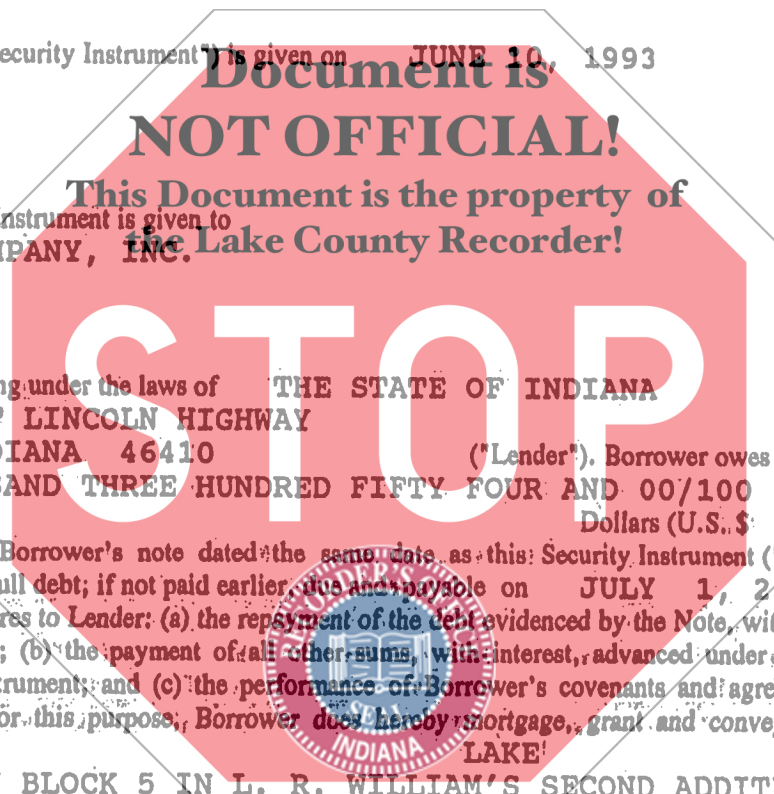 ecurity Instrument") is given on JUNE 10, 1993
Document is
NOT OFFICIAL!
This Document is the property of
nstrument is given to
the Lake County Recorder!
PANY, INC.
STOP
ng under the laws of THE STATE OF INDIANA
LINCOLN HIGHWAY
DIANA 46410 ("Lender"). Borrower owes
SAND THREE HUNDRED FIFTY FOUR AND 00/100
Dollars (U.S. $
Borrower's note dated the same date as this Security Instrument (
ull debt; if not paid earlier, due and payable on JULY 1, 2
res to Lender: (a) the repayment of the debt evidenced by the Note, wit
; (b) the payment of all other sums, with interest, advanced under
trument; and (c) the performance of Borrower's covenants and agre
or this purpose, Borrower does hereby mortgage, grant and conve
SEAL
INDIANA
LAKE
BLOCK 5 IN L. R. WILLIAM'S SECOND ADDIT